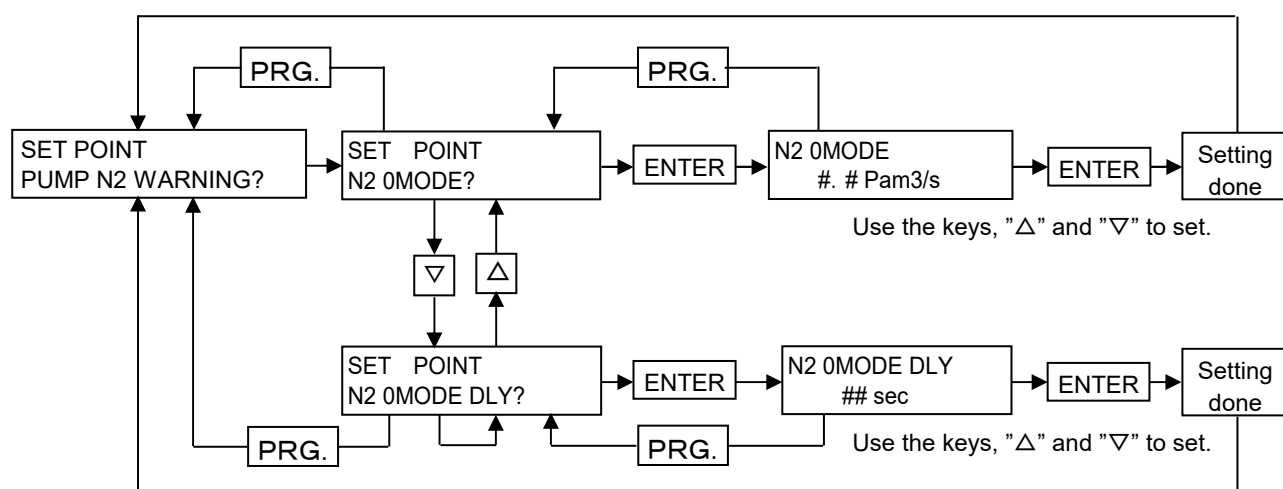 PRG.
PRG.
SET POINT
PUMP N2 WARNING?
SET POINT
N2 0MODE?
ENTER
N2 0MODE
#. # Pam3/s
ENTER
Setting
done
Use the keys, ”△” and ”▽” to set.
▽
△
SET POINT
N2 0MODE DLY?
ENTER
N2 0MODE DLY
## sec
ENTER
Setting
done
PRG.
PRG.
Use the keys, ”△” and ”▽” to set.